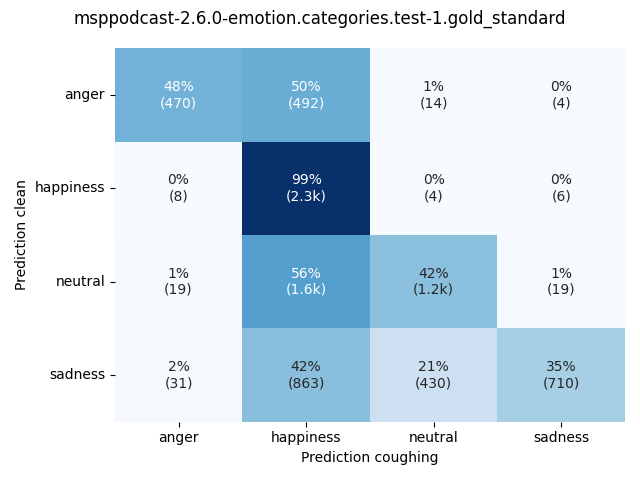 msppodcast-2.6.0-emotion.categories.test-1.gold_standard
Prediction clean
anger
48% 50% 1% 0%
(470) (492) (14) (4)
happiness
0% 99% 0% 0%
(8) (2.3k) (4) (6)
neutral
1% 56% 42% 1%
(19) (1.6k) (1.2k) (19)
sadness
2% 42% 21% 35%
(31) (863) (430) (710)
anger happiness neutral sadness
Prediction coughing